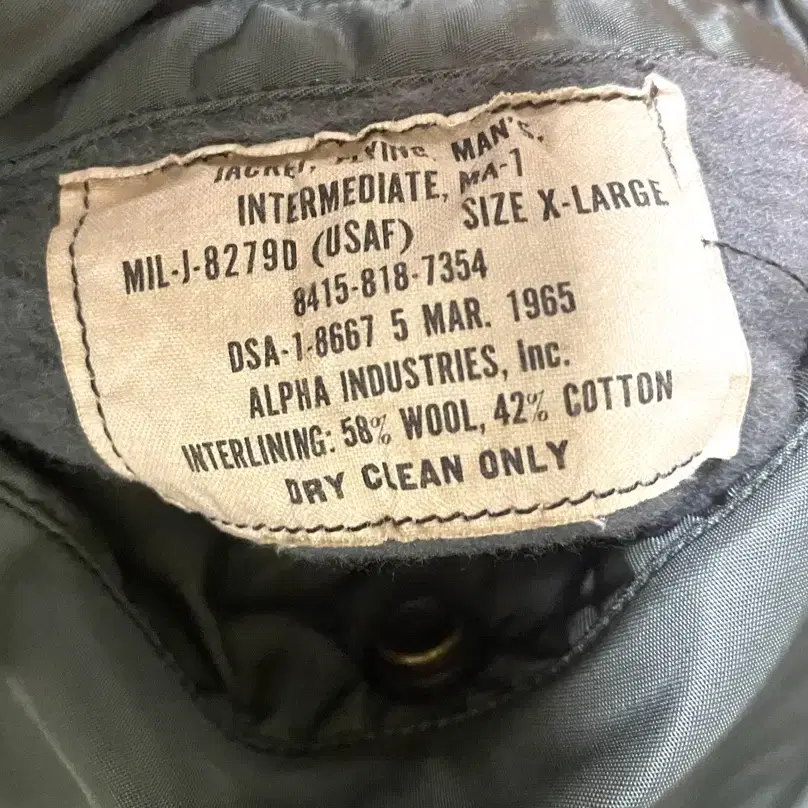 JACKET, FLYING, MAN'S,
INTERMEDIATE, MA-1
SIZE X-LARGE
MIL-J-8279D (USAF)
8415-818-7354
DSA-1-8667 5 MAR. 1965
ALPHA INDUSTRIES, Inc.
INTERLINING: 58% WOOL, 42% COTTON
DRY CLEAN ONLY